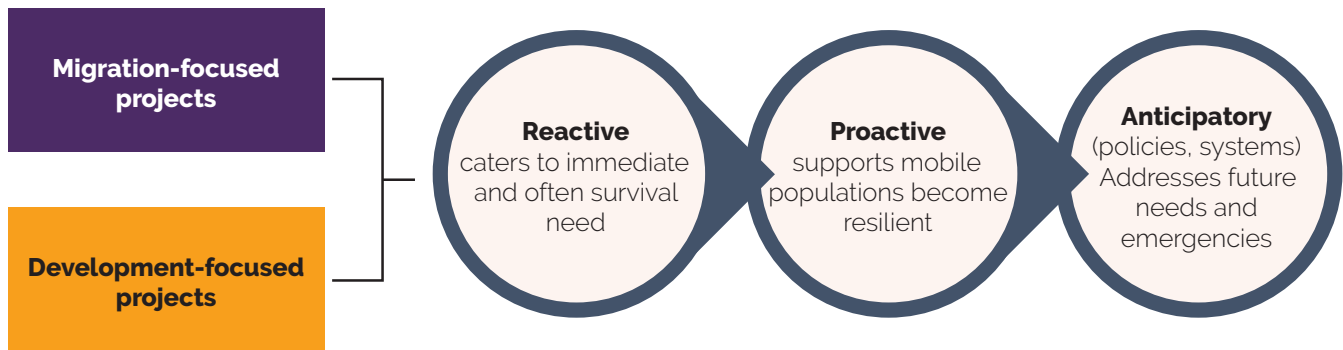 Migration-focused
projects
Development-focused
projects
Reactive
caters to immediate
and often survival
need
Proactive
supports mobile
populations become
resilient
Anticipatory
(policies, systems)
Addresses future
needs and
emergencies